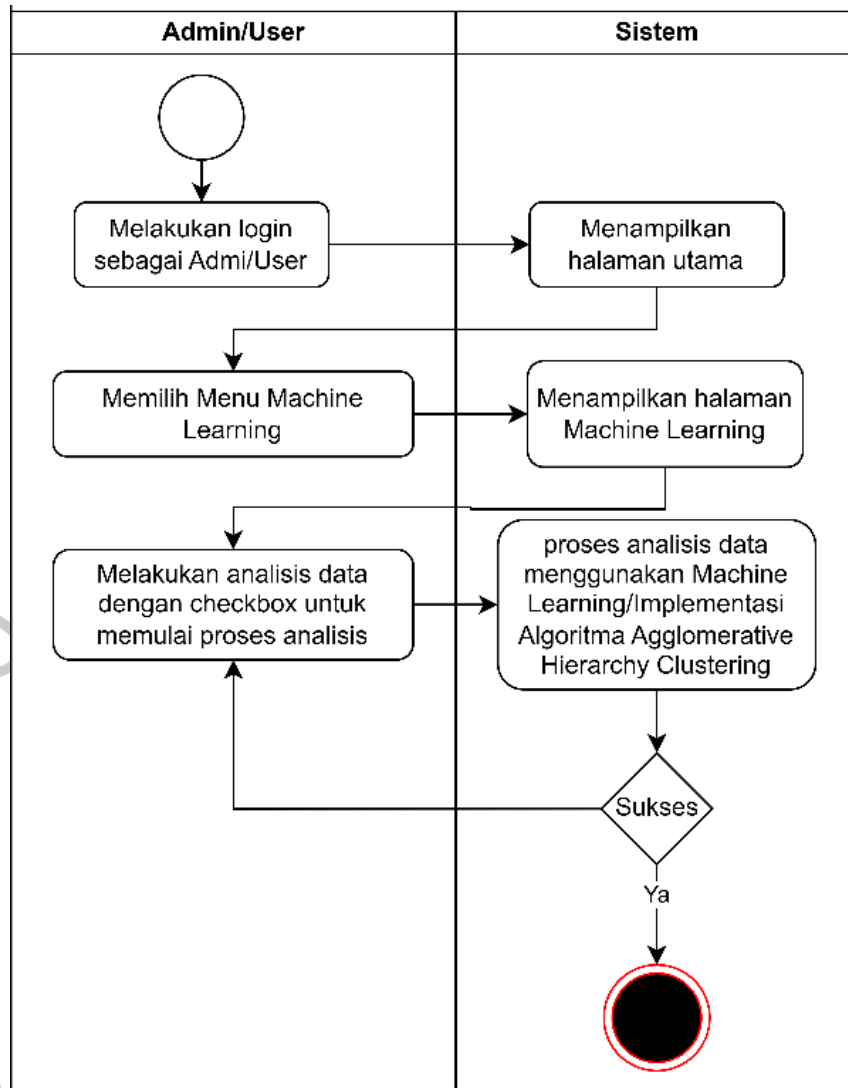 Admin/User
Sistem
Melakukan login
sebagai Admi/User
Menampilkan
halaman utama
Memilih Menu Machine
Learning
Menampilkan halaman
Machine Learning
Melakukan analisis data
dengan checkbox untuk
memulai proses analisis
proses analisis data
menggunakan Machine
Learning/Implementasi
Algoritma Agglomerative
Hierarchy Clustering
Sukses
Ya